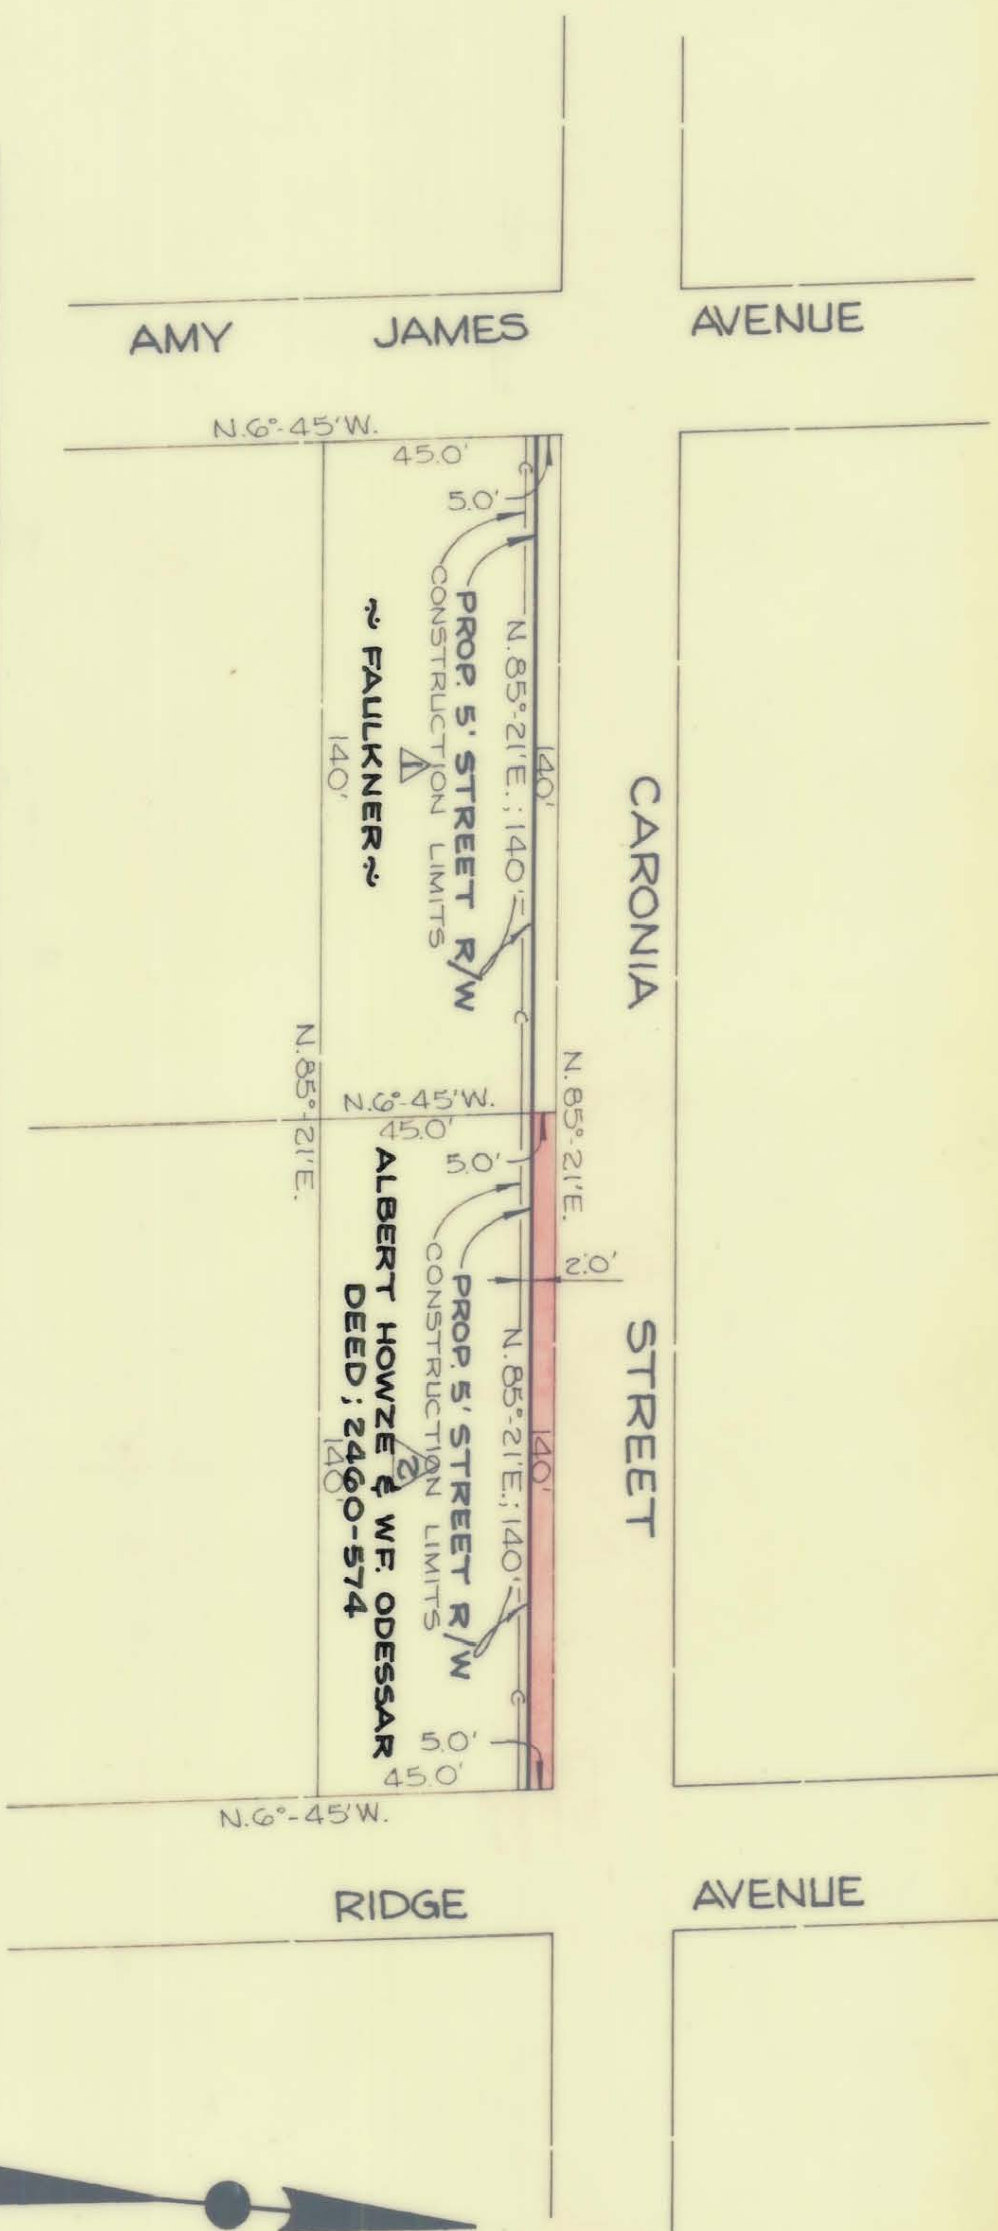 AMY JAMES AVENUE
N.6°-45'W.
45.0'
5.0'
C
N.85°-21'E.; 140'±
140'
PROP. 5' STREET R/W
CONSTRUCTION LIMITS
1
~ FAULKNER ~
140'
C
CARONIA STREET
N.85°-21'E.
N.85°-21'E.
N.6°-45'W.
45.0'
5.0'
2.0'
N.85°-21'E.; 140'±
140'
PROP. 5' STREET R/W
CONSTRUCTION LIMITS
2
ALBERT HOWZE & WF. ODESSAR
DEED; 2460-574
140'
C
5.0'
45.0'
N.6°-45'W.
RIDGE AVENUE